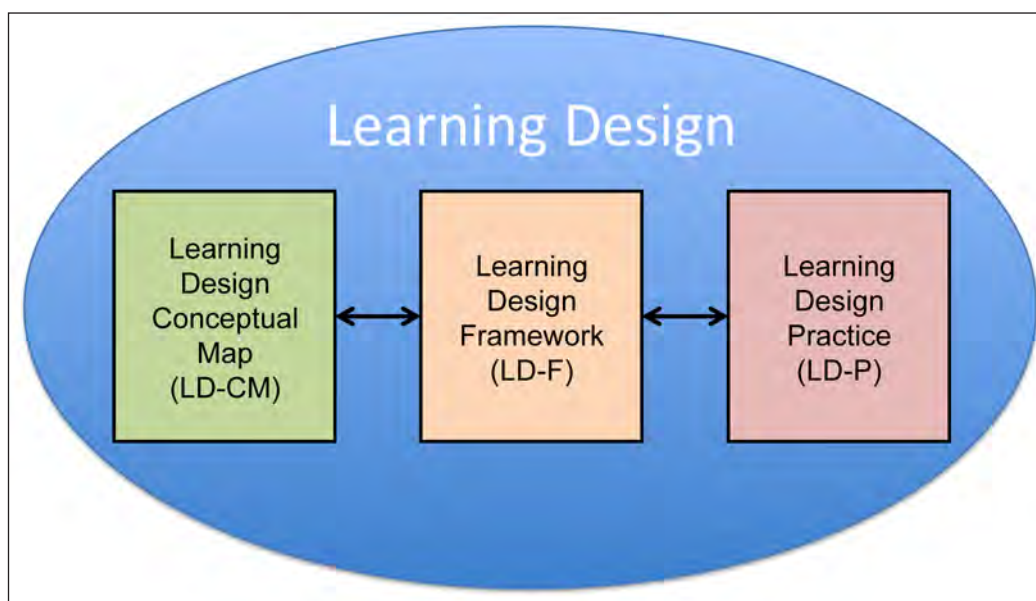 Learning Design
Learning
Design
Conceptual
Map
(LD-CM)
Learning
Design
Framework
(LD-F)
Learning
Design
Practice
(LD-P)